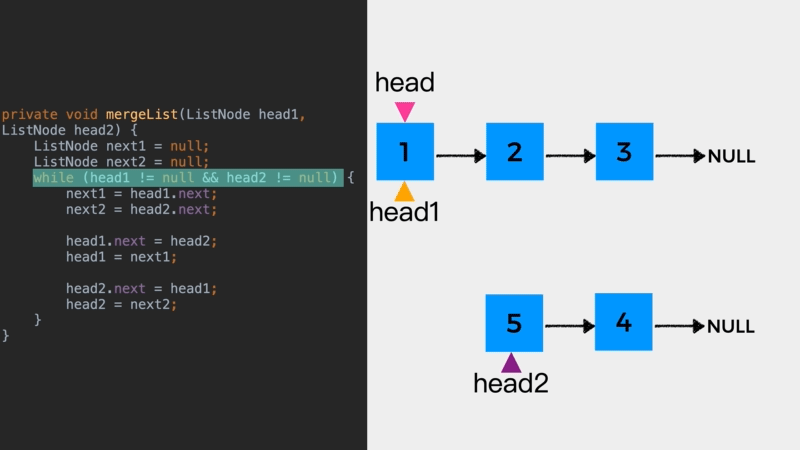 private void mergeList(ListNode head1,
ListNode head2) {
    ListNode next1 = null;
    ListNode next2 = null;
    while (head1 != null && head2 != null) {
        next1 = head1.next;
        next2 = head2.next;
        head1.next = head2;
        head1 = next1;
        head2.next = head1;
        head2 = next2;
    }
}
head
1 2 3 NULL
head1
5 4 NULL
head2